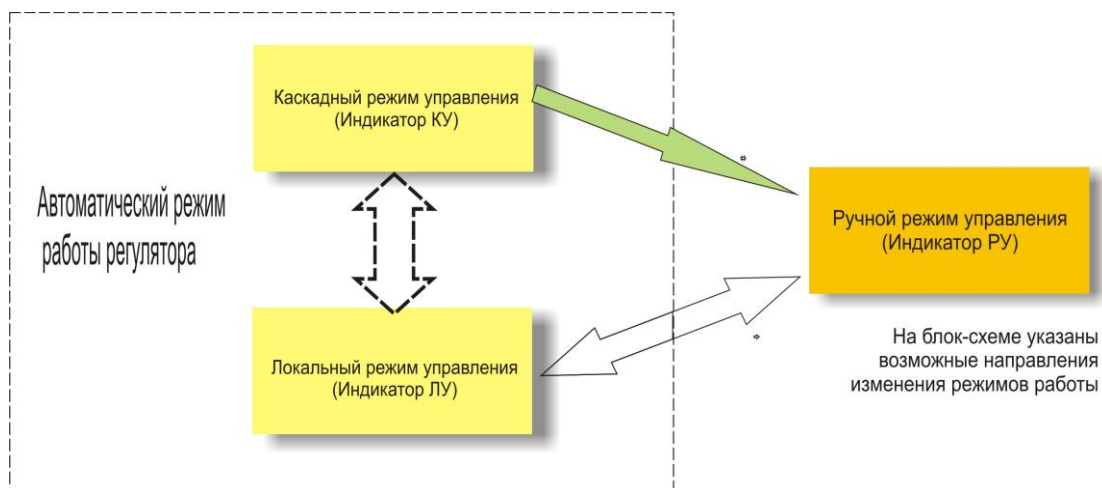 Каскадный режим управления
(Индикатор КУ)
Автоматический режим
работы регулятора
Ручной режим управления
(Индикатор РУ)
Локальный режим управления
(Индикатор ЛУ)
На блок-схеме указаны
возможные направления
изменения режимов работы